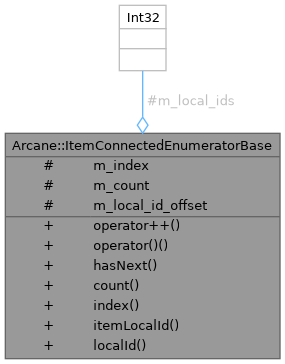 Int32
#m_local_ids
Arcane::ItemConnectedEnumeratorBase
# m_index
# m_count
# m_local_id_offset
+ operator++()
+ operator()()
+ hasNext()
+ count()
+ index()
+ itemLocalId()
+ localId()